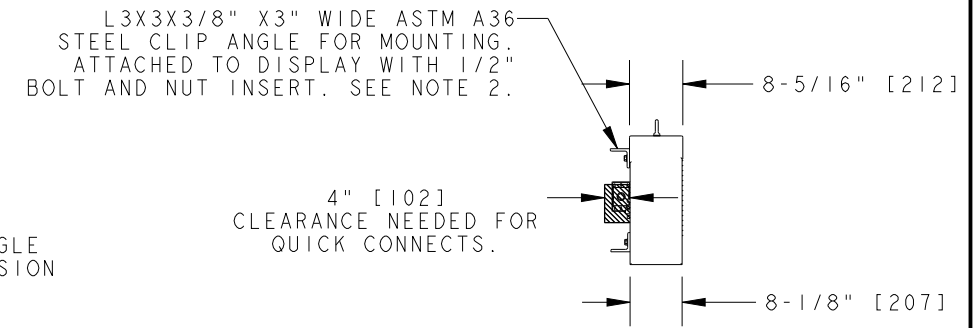 L3X3X3/8" X3" WIDE ASTM A36
STEEL CLIP ANGLE FOR MOUNTING.
ATTACHED TO DISPLAY WITH 1/2"
BOLT AND NUT INSERT. SEE NOTE 2.
8-5/16" [212]
4" [102]
CLEARANCE NEEDED FOR
QUICK CONNECTS.
GLE
SION
8-1/8" [207]